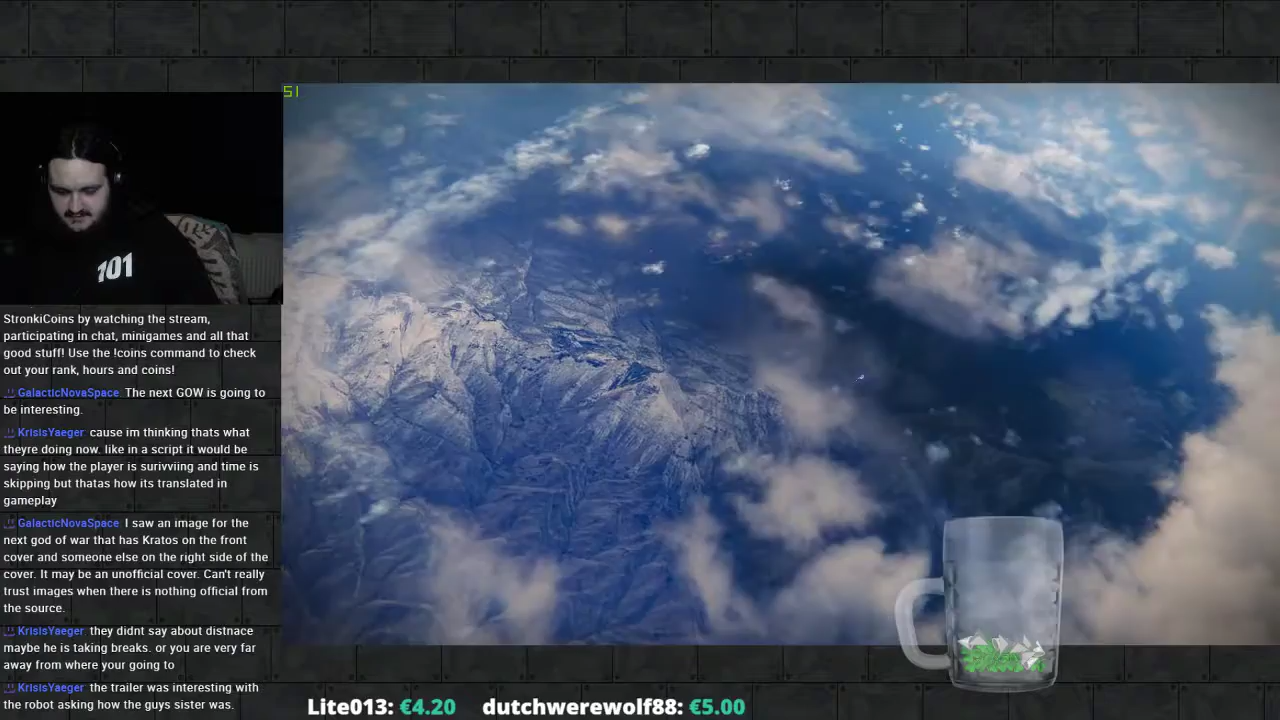 51
101
StronkiCoins by watching the stream,
participating in chat, minigames and all that
good stuff! Use the !coins command to check
out your rank, hours and coins!
GalacticNovaSpace: The next GOW is going to
be interesting.
KrisisYaeger: cause im thinking thats what
theyre doing now. like in a script it would be
saying how the player is surivviing and time is
skipping but thatas how its translated in
gameplay
GalacticNovaSpace: I saw an image for the
next god of war that has Kratos on the front
cover and someone else on the right side of the
cover. It may be an unofficial cover. Can't really
trust images when there is nothing official from
the source.
KrisisYaeger: they didnt say about distnace
maybe he is taking breaks. or you are very far
away from where your going to
KrisisYaeger: the trailer was interesting with
the robot asking how the guys sister was.
Lite013: €4.20 dutchwerewolf88: €5.00